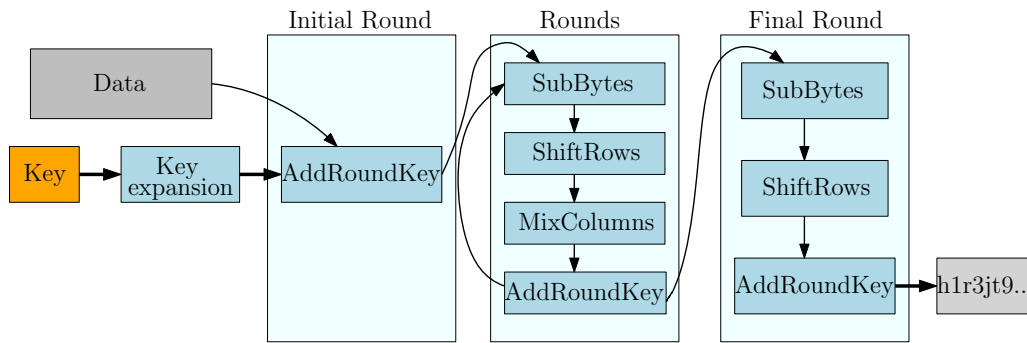 Initial Round
Rounds
Final Round
Data
Key
Key
expansion
AddRoundKey
SubBytes
ShiftRows
MixColumns
AddRoundKey
SubBytes
ShiftRows
AddRoundKey
h1r3jt9..